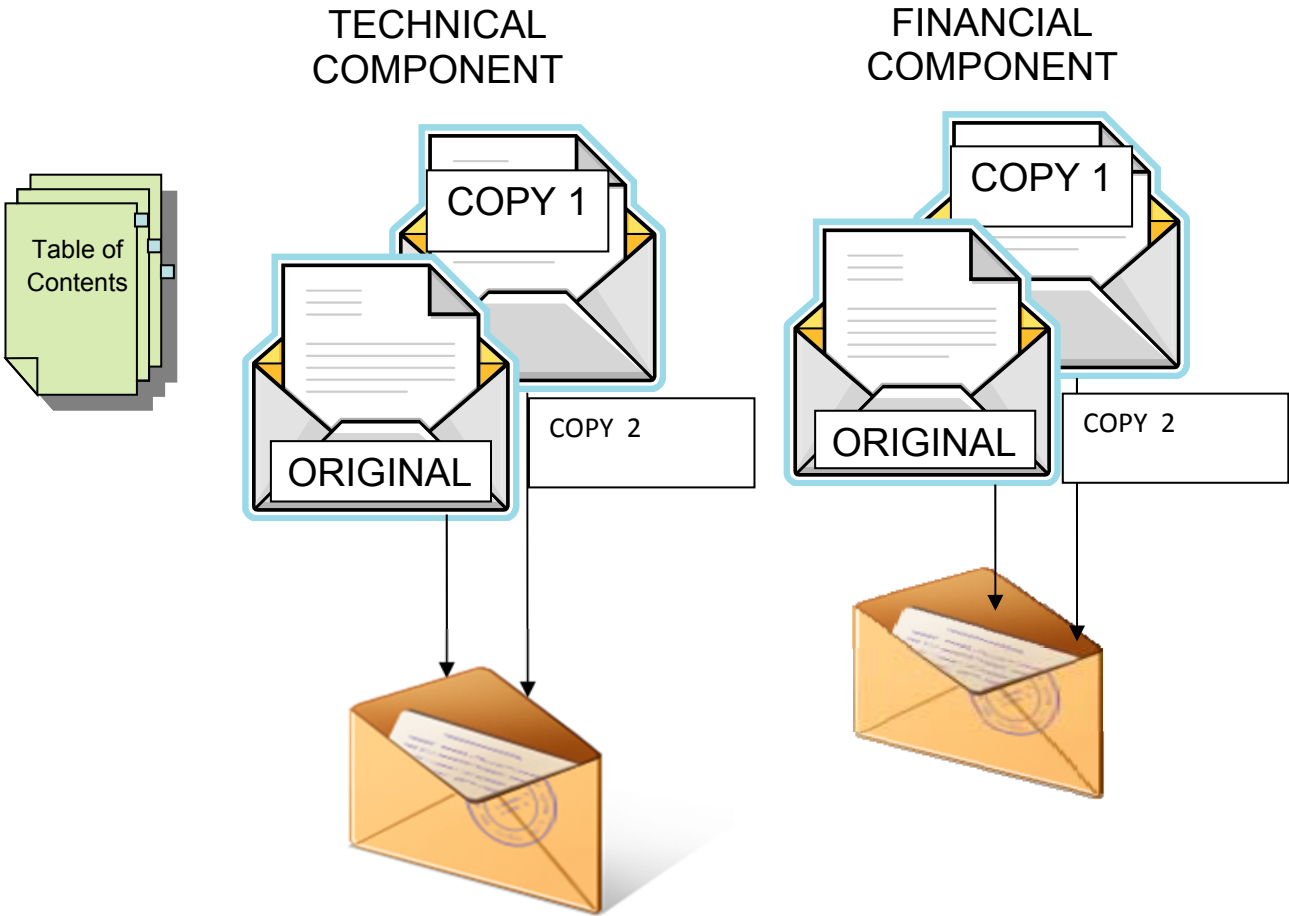 TECHNICAL
COMPONENT
FINANCIAL
COMPONENT
Table of
Contents
COPY 1
ORIGINAL
COPY 2
COPY 1
ORIGINAL
COPY 2